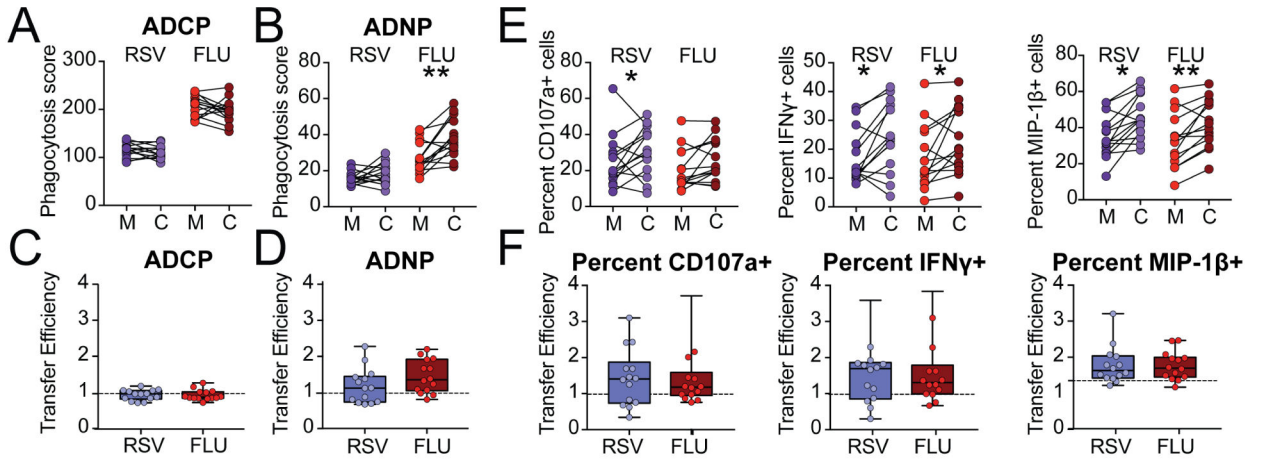 A
ADCP
RSV FLU
Phagocytosis score
300
200
100
0
M C M C
B
ADNP
RSV FLU
**
Phagocytosis score
80
60
40
20
0
M C M C
E
RSV FLU
*
Percent CD107a+ cells
80
60
40
20
0
M C M C
RSV FLU
* *
Percent IFNγ+ cells
50
40
30
20
10
0
M C M C
RSV FLU
* **
Percent MIP-1β+ cells
80
60
40
20
0
M C M C
C
ADCP
Transfer Efficiency
4
3
2
1
0
RSV FLU
D
ADNP
Transfer Efficiency
4
3
2
1
0
RSV FLU
F
Percent CD107a+
Transfer Efficiency
4
3
2
1
0
RSV FLU
Percent IFNγ+
Transfer Efficiency
4
3
2
1
0
RSV FLU
Percent MIP-1β+
Transfer Efficiency
4
3
2
1
0
RSV FLU